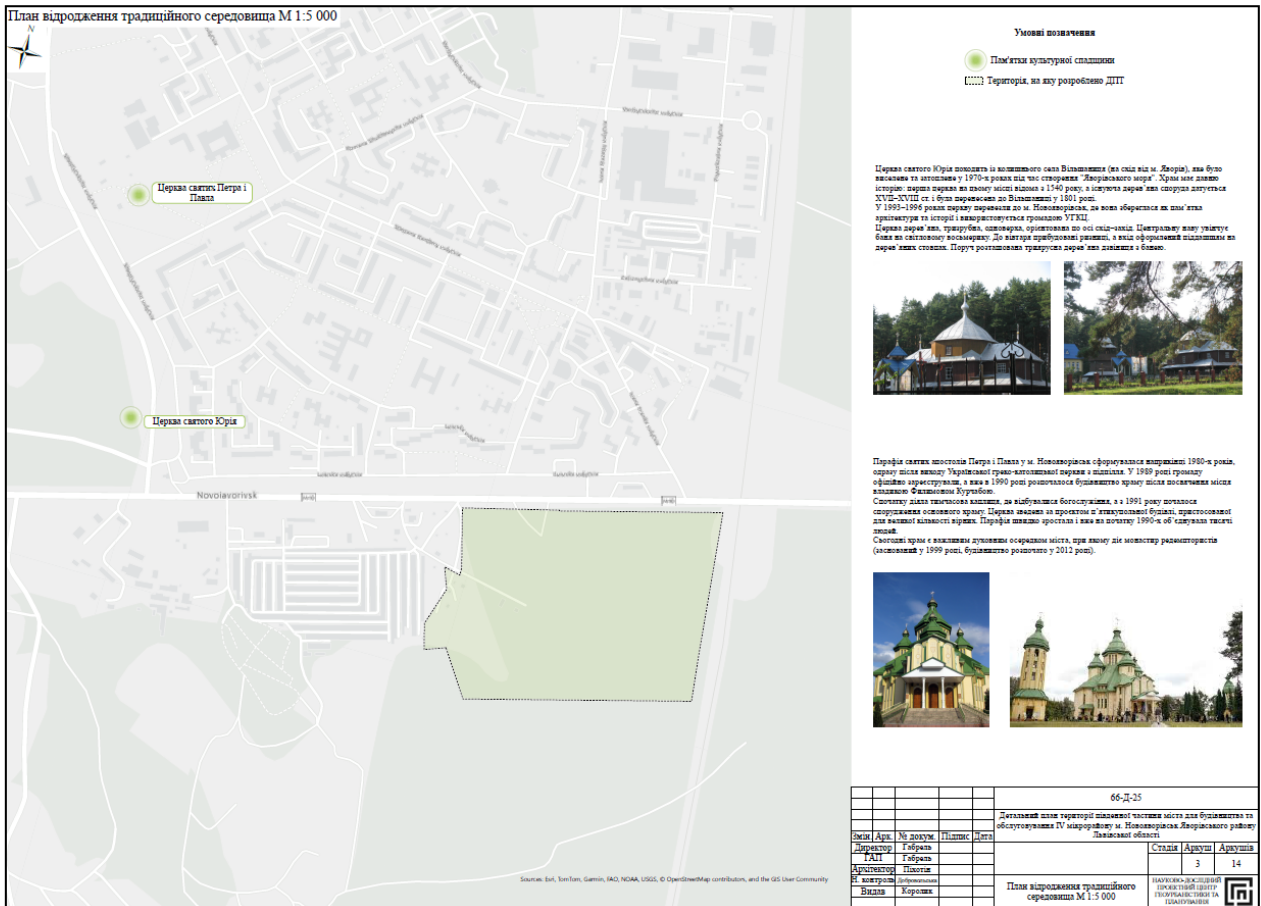 План відродження традиційного середовища М 1:5 000
N
Умовні позначення
Пам'ятки культурної спадщини
Територія, на яку розроблено ДПТ
Церква святих Петра і
Павла
Церква святого Юрія
Novoiavorivsk
Церква святого Юрія походить із колишнього села Вільшаниця (на схід від м. Яворів), яке було
виселене та затоплене у 1970-х роках під час створення "Яворівського моря". Храм має давню
історію: перша церква на цьому місці відома з 1540 року, а існуюча дерев’яна споруда датується
XVII–XVIII ст. і була перенесена до Вільшаниці у 1801 році.
У 1993–1996 роках церкву перевезли до м. Новояворівськ, де вона збереглася як пам’ятка
архітектури та історії і використовується громадою УГКЦ.
Церква дерев’яна, тризрубна, одноверха, орієнтована по осі схід–захід. Центральну наву увінчує
баня на світловому восьмерику. До вівтаря прибудовані ризниці, а вхід оформлений піддашшям на
дерев’яних стовпах. Поруч розташована триярусна дерев’яна дзвіниця з банею.
Парафія святих апостолів Петра і Павла у м. Новояворівськ сформувалася наприкінці 1980-х років,
одразу після виходу Української греко-католицької церкви з підпілля. У 1989 році громаду
офіційно зареєстрували, а вже в 1990 році розпочалося будівництво храму після посвячення місця
владикою Филимоном Курчабою.
Спочатку діяла тимчасова каплиця, де відбувалися богослужіння, а з 1991 року почалося
спорудження основного храму. Церква зведена за проєктом п’ятикупольної будівлі, пристосованої
для великої кількості вірних. Парафія швидко зростала і вже на початку 1990-х об’єднувала тисячі
людей.
Сьогодні храм є важливим духовним осередком міста, при якому діє монастир редемптористів
(заснований у 1999 році, будівництво розпочато у 2012 році).
Sources: Esri, TomTom, Garmin, FAO, NOAA, USGS, © OpenStreetMap contributors, and the GIS User Community
66-Д-25
Детальний план території південної частини міста для будівництва та
обслуговування IV мікрорайону м. Новояворівськ Яворівського району
Львівської області
Змін. Арк. № докум. Підпис Дата
Директор Габрель
ГАП Габрель
Архітектор Піхотін
Н. контроль
Видав Королик
Стадія Аркуш Аркушів
3 14
План відродження традиційного
середовища М 1:5 000
НАУКОВО-ДОСЛІДНИЙ
ПРОЕКТНИЙ ЦЕНТР
ГЕОУРБАНІСТИКИ ТА
ПЛАНУВАННЯ